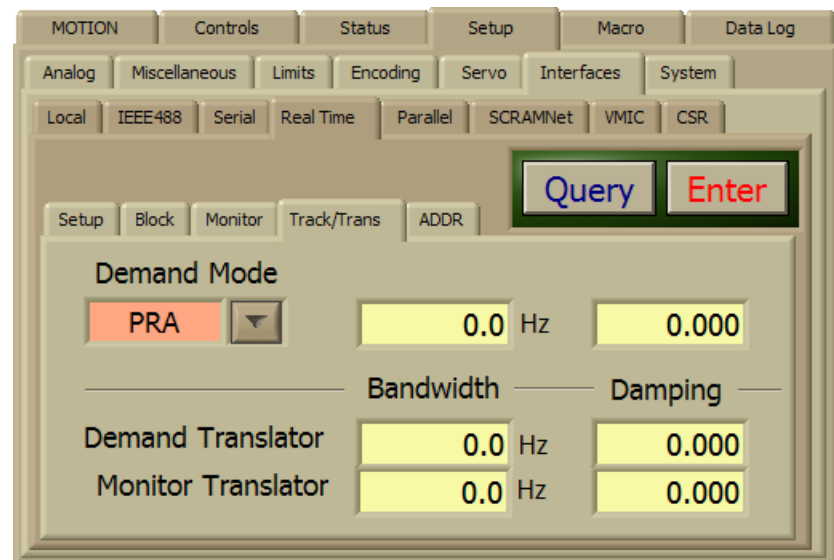 MOTION Controls Status Setup Macro Data Log
Analog Miscellaneous Limits Encoding Servo Interfaces System
Local IEEE488 Serial Real Time Parallel SCRAMNet VMIC CSR
Query Enter
Setup Block Monitor Track/Trans ADDR
Demand Mode
PRA 0.0 Hz 0.000
Bandwidth Damping
Demand Translator 0.0 Hz 0.000
Monitor Translator 0.0 Hz 0.000